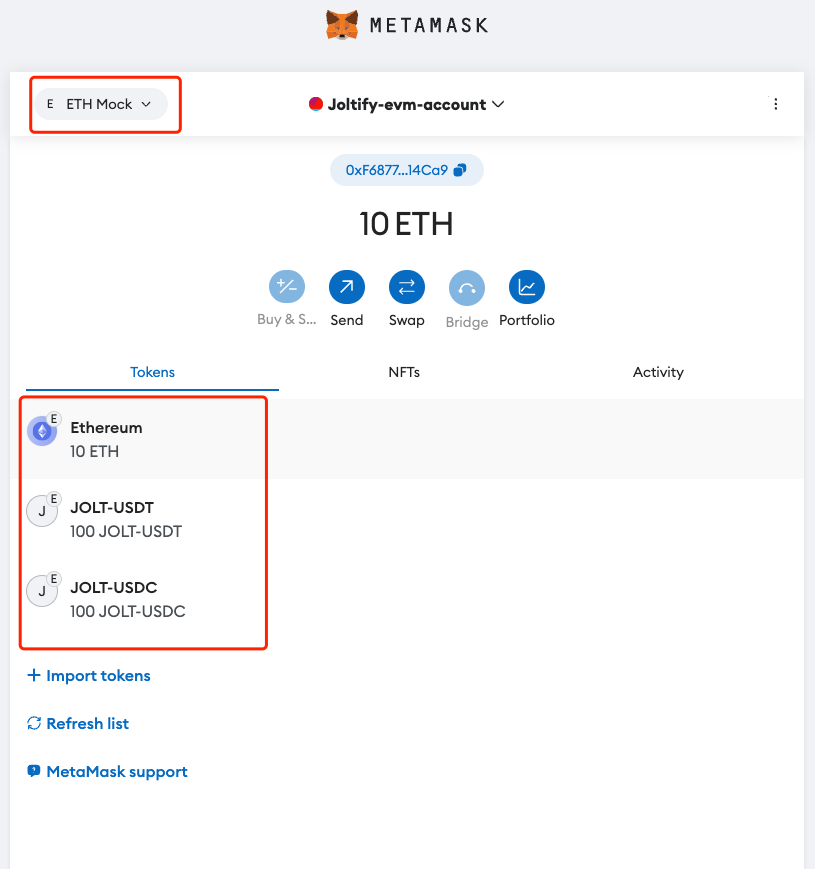 METAMASK
E ETH Mock
Joltify-evm-account
0xF6877...14Ca9
10 ETH
Buy & S... Send Swap Bridge Portfolio
Tokens NFTs Activity
E
Ethereum
10 ETH
E
J
JOLT-USDT
100 JOLT-USDT
E
J
JOLT-USDC
100 JOLT-USDC
Import tokens
Refresh list
MetaMask support